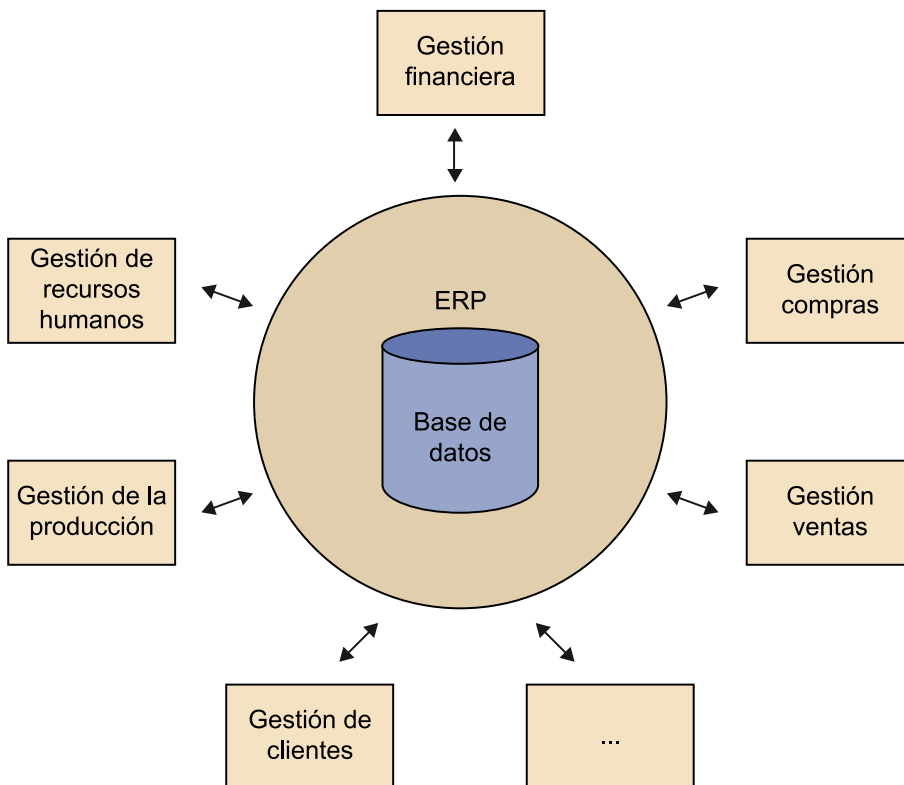 Gestión
financiera
Gestión de
recursos
humanos
Gestión
compras
ERP
Base de
datos
Gestión de la
producción
Gestión
ventas
Gestión de
clientes
...